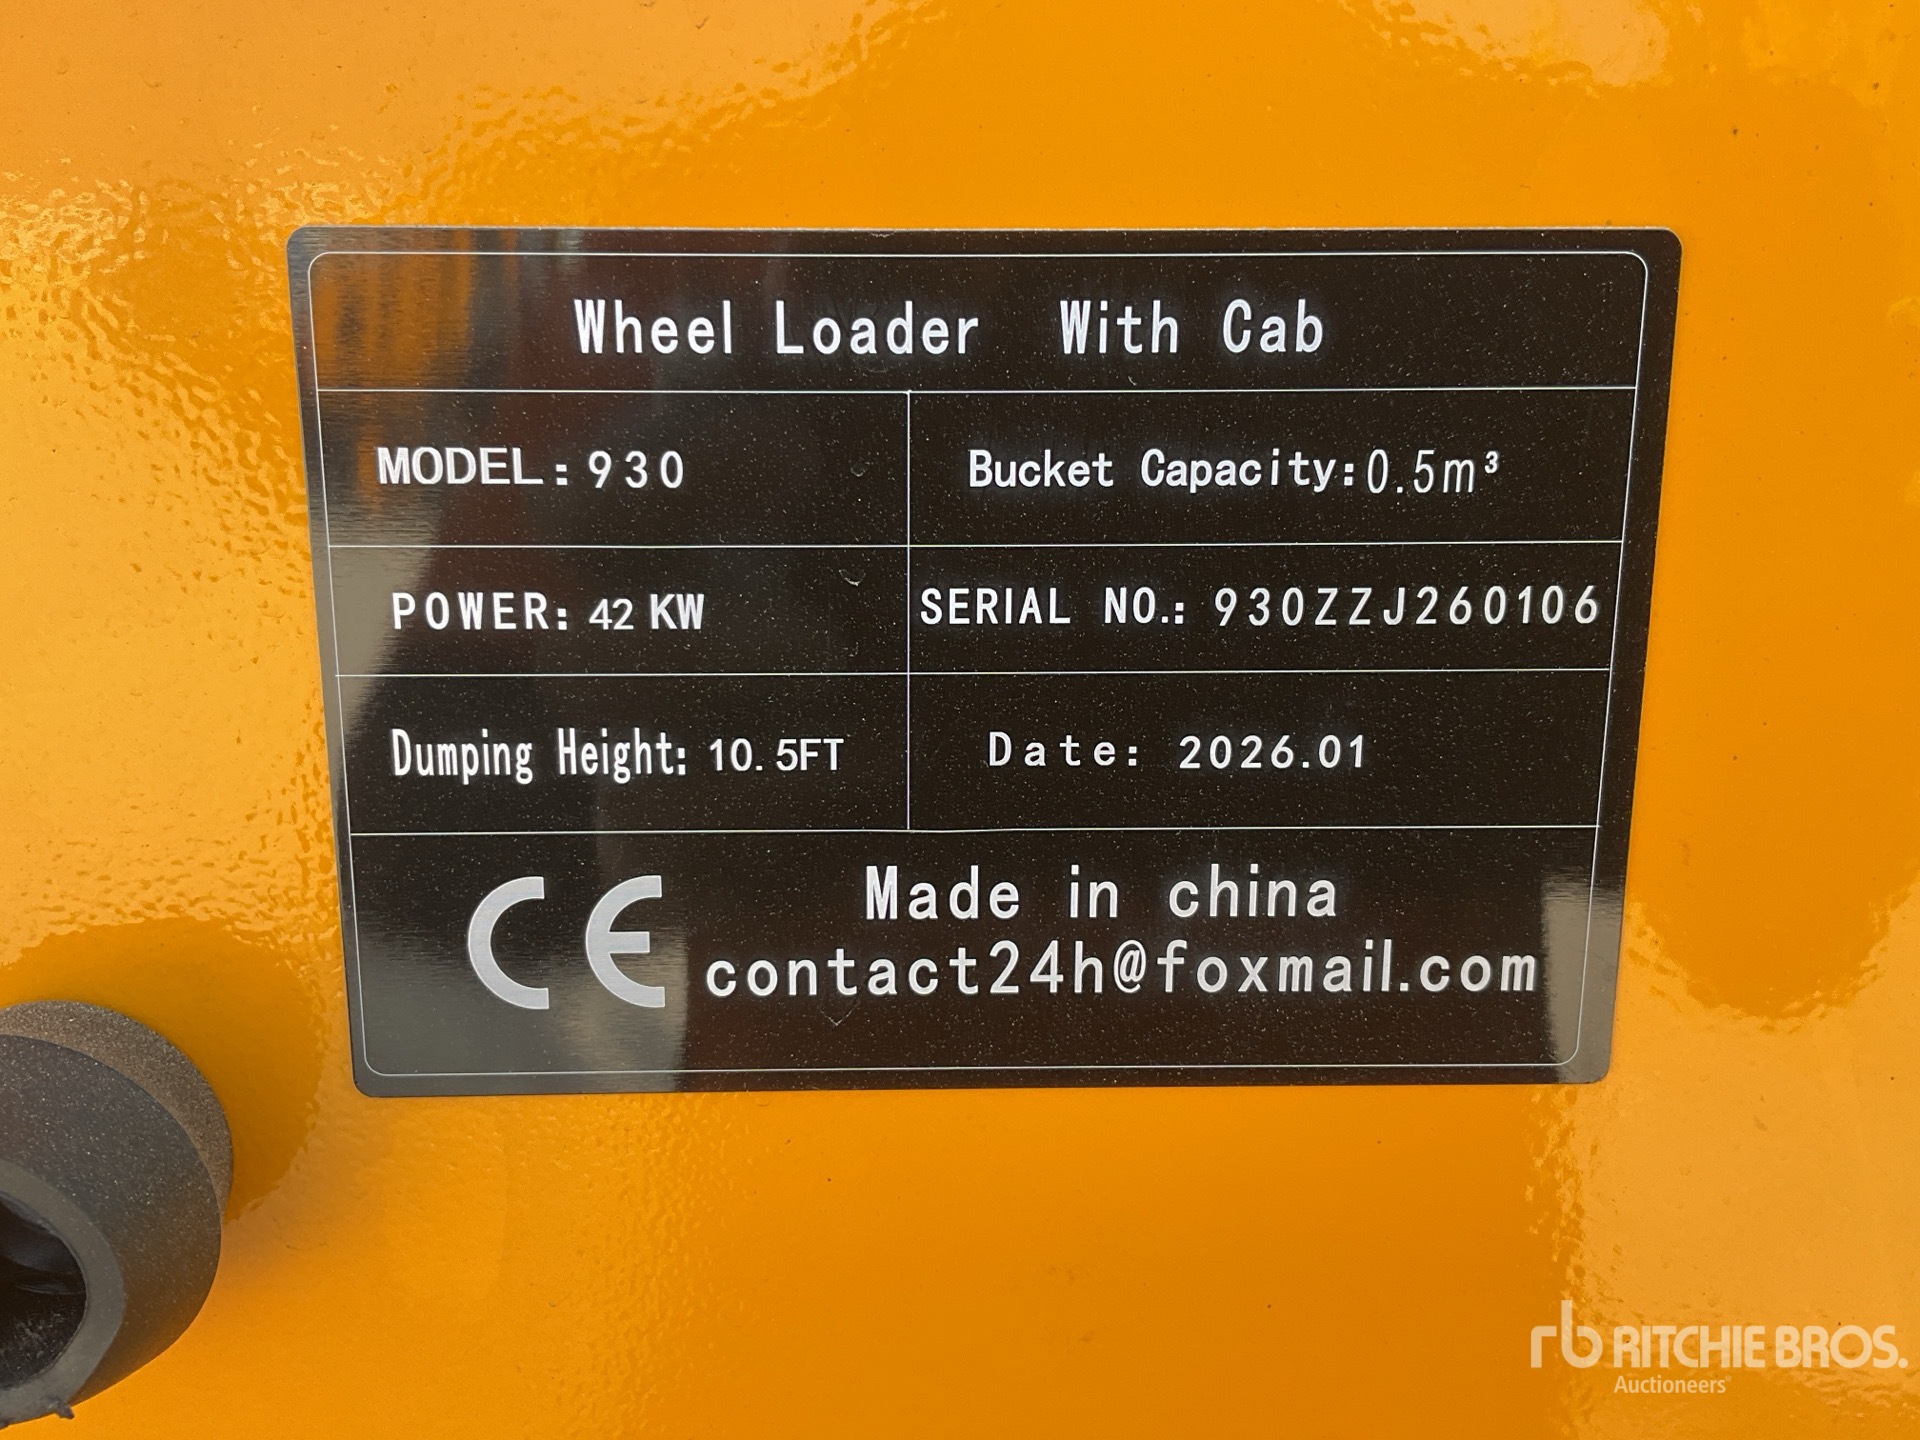 Wheel Loader With Cab
MODEL: 930
Bucket Capacity: 0.5m³
POWER: 42 KW
SERIAL NO.: 930ZZJ260106
Dumping Height: 10.5FT
Date: 2026.01
CE
Made in china
contact24h@foxmail.com
rb RITCHIE BROS.
Auctioneers